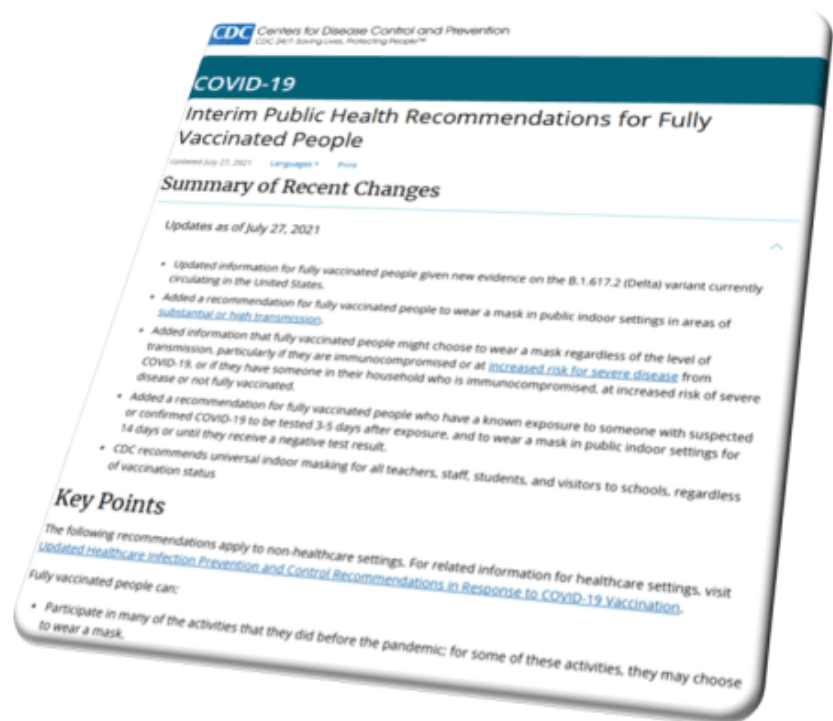 CDC Centers for Disease Control and Prevention
CDC 24/7: Saving Lives, Protecting People™
COVID-19
Interim Public Health Recommendations for Fully
Vaccinated People
Updated July 27, 2021 Languages Print
Summary of Recent Changes
Updates as of July 27, 2021
• Updated information for fully vaccinated people given new evidence on the B.1.617.2 (Delta) variant currently
circulating in the United States.
• Added a recommendation for fully vaccinated people to wear a mask in public indoor settings in areas of
substantial or high transmission.
• Added information that fully vaccinated people might choose to wear a mask regardless of the level of
transmission, particularly if they are immunocompromised or at increased risk for severe disease from
COVID-19, or if they have someone in their household who is immunocompromised, at increased risk of severe
disease or not fully vaccinated.
• Added a recommendation for fully vaccinated people who have a known exposure to someone with suspected
or confirmed COVID-19 to be tested 3-5 days after exposure, and to wear a mask in public indoor settings for
14 days or until they receive a negative test result.
• CDC recommends universal indoor masking for all teachers, staff, students, and visitors to schools, regardless
of vaccination status
Key Points
The following recommendations apply to non-healthcare settings. For related information for healthcare settings, visit
Updated Healthcare Infection Prevention and Control Recommendations in Response to COVID-19 Vaccination.
Fully vaccinated people can:
• Participate in many of the activities that they did before the pandemic; for some of these activities, they may choose
to wear a mask.